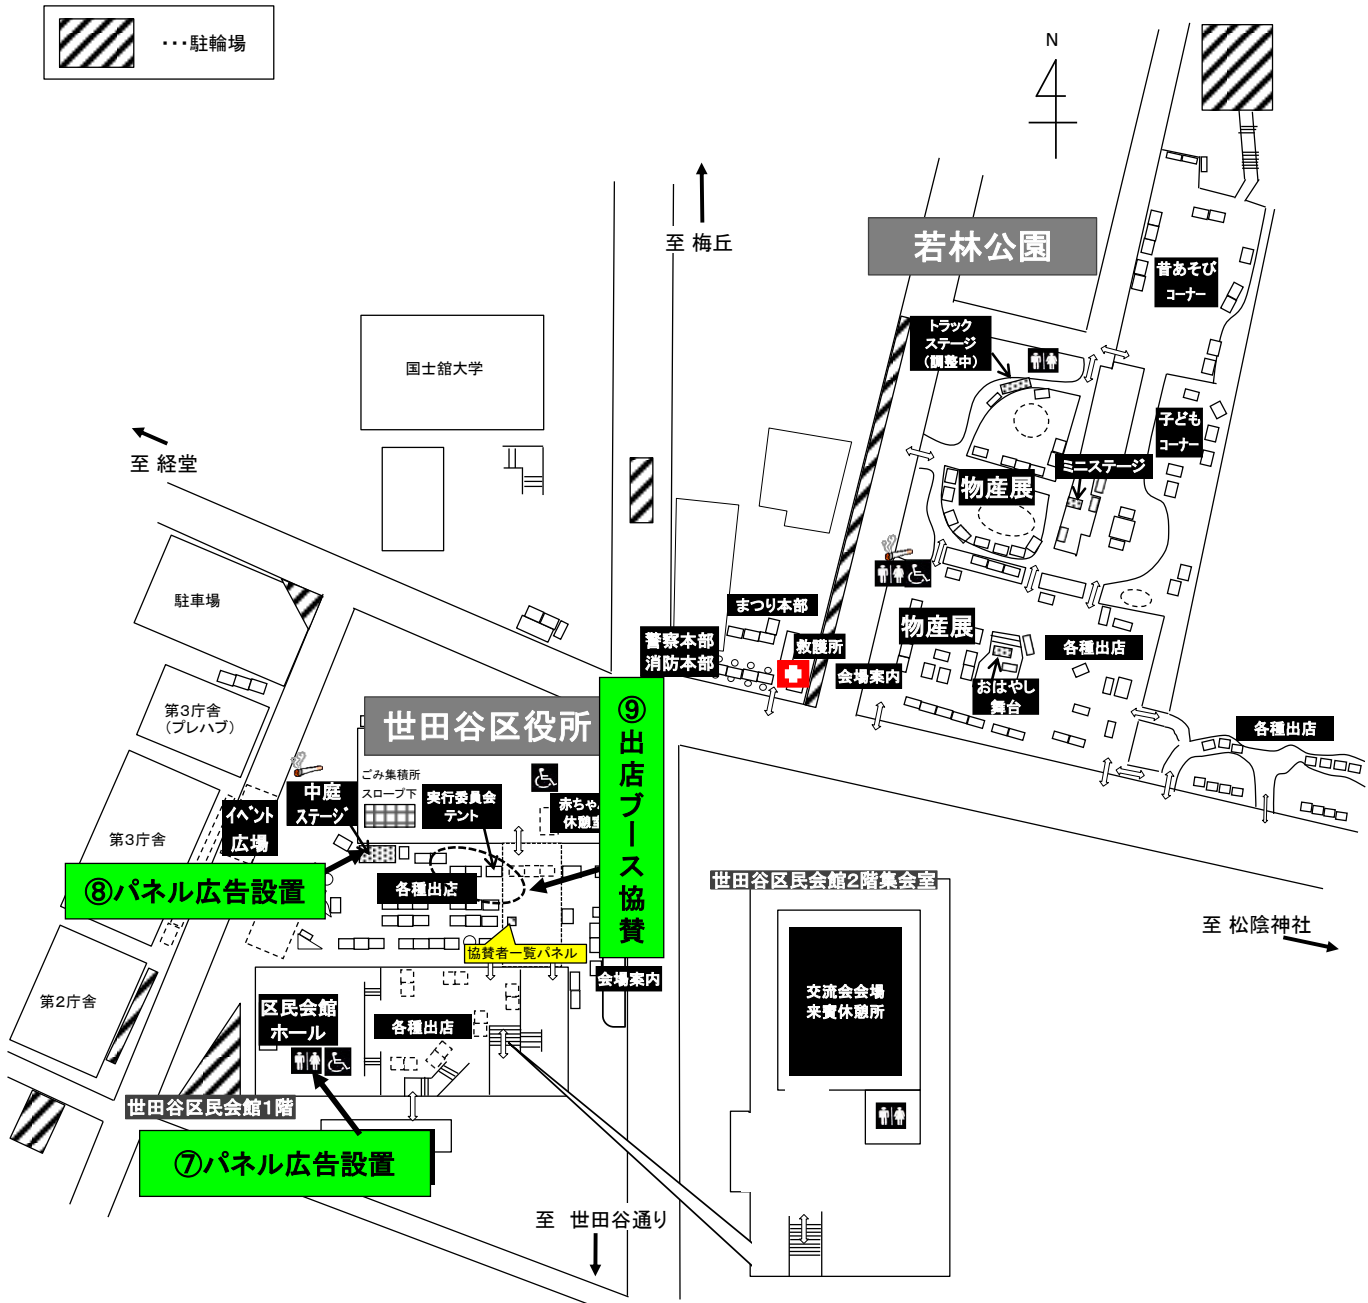 …駐輪場
N
至 梅丘
若林公園
昔あそび
コーナー
トラック
ステージ
(調整中)
国士舘大学
子ども
コーナー
至 経堂
ミニステージ
物産展
駐車場
まつり本部
物産展
警察本部
消防本部
救護所
各種出店
会場案内
おはやし
舞台
第3庁舎
(プレハブ)
世田谷区役所
各種出店
ごみ集積所
スロープ下
中庭
ステージ
実行委員会
テント
赤ちゃん
休憩室
イベント
広場
第3庁舎
⑨出店ブース協賛
⑧パネル広告設置
各種出店
世田谷区民会館2階集会室
至 松陰神社
協賛者一覧パネル
会場案内
第2庁舎
交流会会場
来賓休憩所
区民会館
ホール
各種出店
世田谷区民会館1階
⑦パネル広告設置
至 世田谷通り